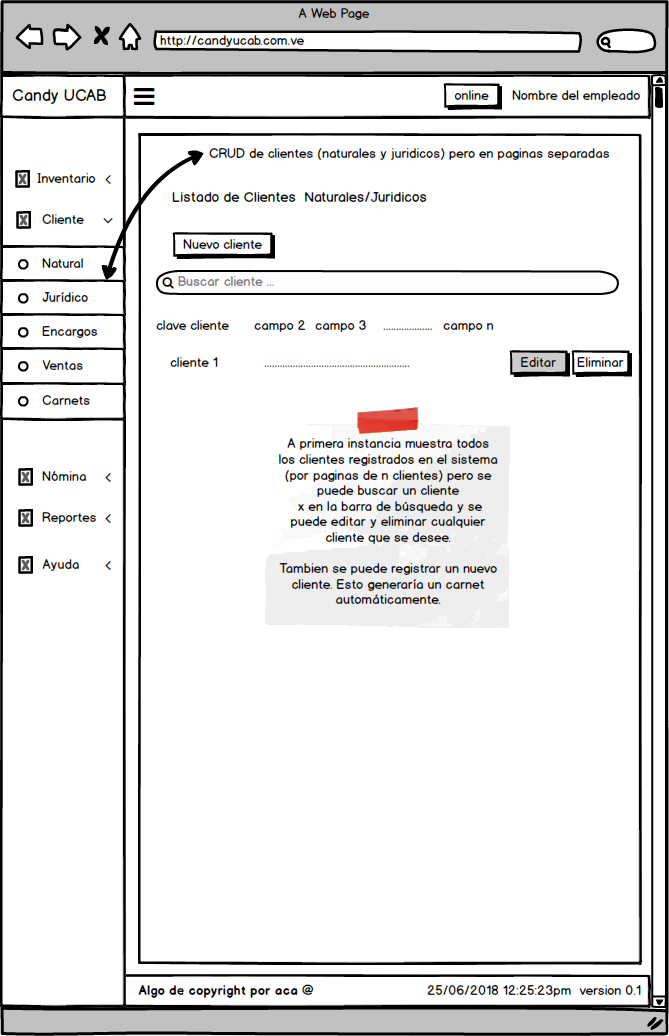 A Web Page
http://candyucab.com.ve
Candy UCAB
online
Nombre del empleado
Inventario
Cliente
Natural
Jurídico
Encargos
Ventas
Carnets
Nómina
Reportes
Ayuda
CRUD de clientes (naturales y juridicos) pero en paginas separadas
Listado de Clientes Naturales/Juridicos
Nuevo cliente
Buscar cliente ...
clave cliente campo 2 campo 3 ................... campo n
cliente 1 ........................................................ Editar Eliminar
A primera instancia muestra todos
los clientes registrados en el sistema
(por paginas de n clientes) pero se
puede buscar un cliente
x en la barra de búsqueda y se
puede editar y eliminar cualquier
cliente que se desee.
Tambien se puede registrar un nuevo
cliente. Esto generaría un carnet
automáticamente.
Algo de copyright por aca @
25/06/2018 12:25:23pm version 0.1